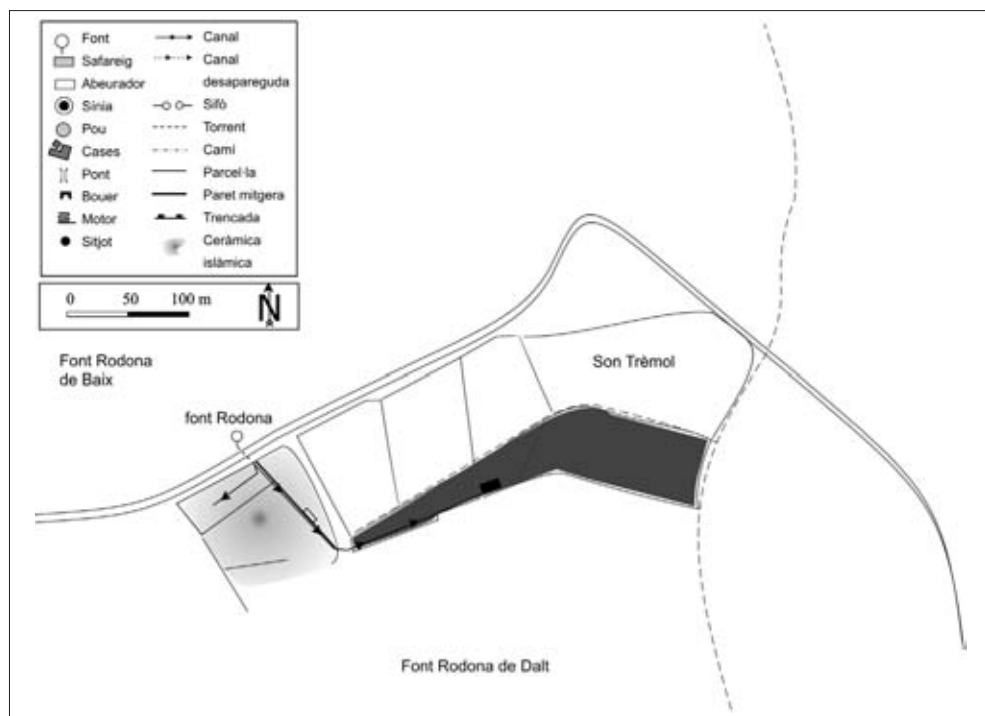 Font
Safareig
Abeurador
Sínia
Pou
Cases
Pont
Bouer
Motor
Sitjot
Canal
Canal
desapareguda
Sifò
Torrent
Camí
Parcel·la
Paret mitgera
Trencada
Ceràmica
islàmica
0 50 100 m
N
Font Rodona
de Baix
font Rodona
Son Trèmol
Font Rodona de Dalt